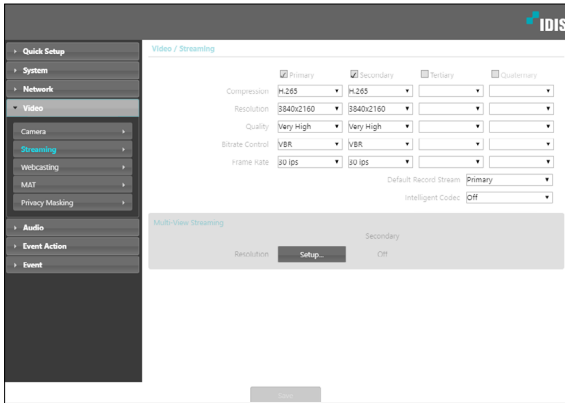 IDIS
Quick Setup
System
Network
Video
Camera
Streaming
Webcasting
MAT
Privacy Masking
Audio
Event Action
Event
Video / Streaming
Primary Secondary Tertiary Quaternary
Compression H.265 H.265
Resolution 3840x2160 3840x2160
Quality Very High Very High
Bitrate Control VBR VBR
Frame Rate 30 ips 30 ips
Default Record Stream Primary
Intelligent Codec Off
Multi-View Streaming
Secondary
Resolution Setup... Off